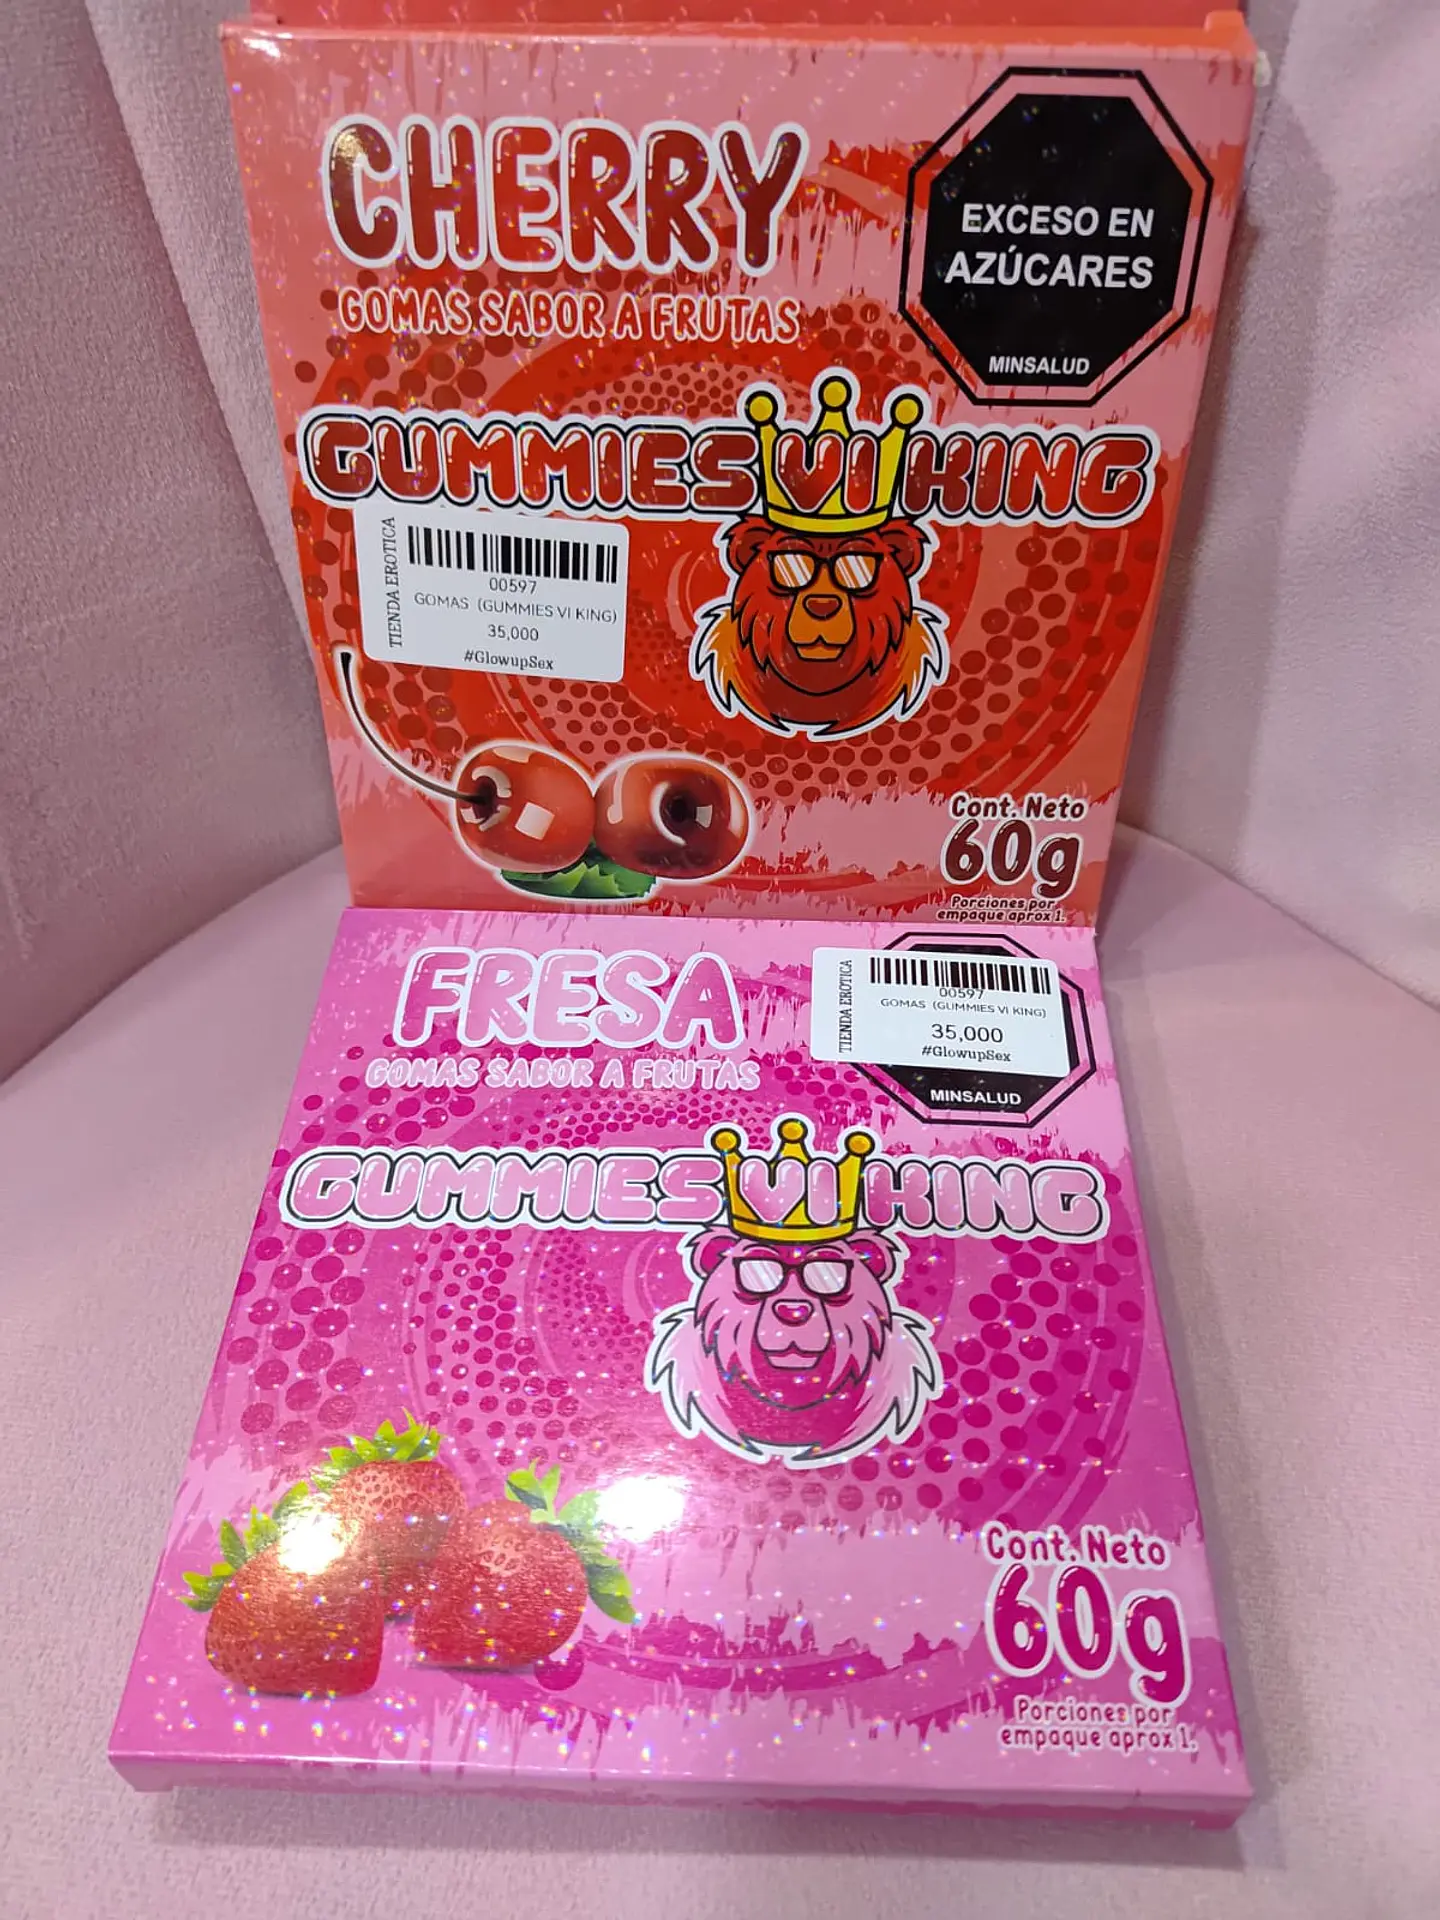 CHERRY
GOMAS SABOR A FRUTAS
EXCESO EN
AZÚCARES
MINSALUD
GUMMIES VI KING
TIENDA EROTICA
00597
GOMAS (GUMMIES VI KING)
35,000
#GlowupSex
Cont. Neto
60g
Porciones por
empaque aprox 1.
FRESA
GOMAS SABOR A FRUTAS
TIENDA EROTICA
00597
GOMAS (GUMMIES VI KING)
35,000
#GlowupSex
MINSALUD
GUMMIES VI KING
Cont. Neto
60g
Porciones por
empaque aprox 1.